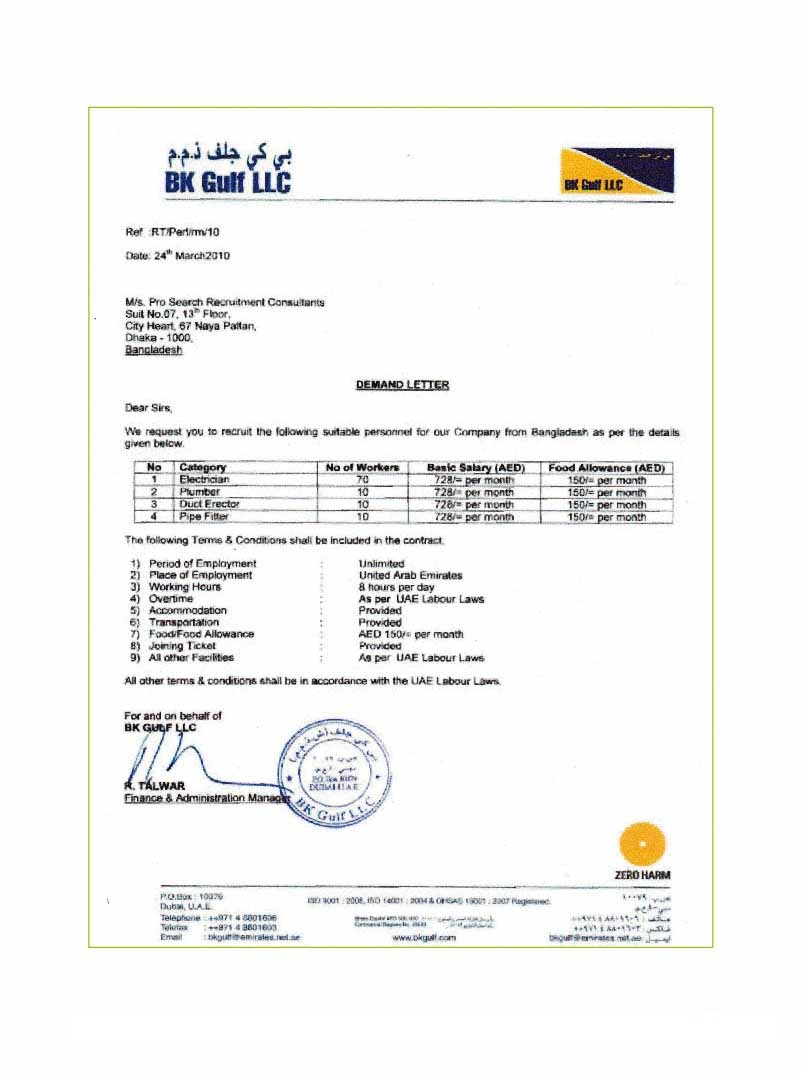 بي كي جلف ذ.م.م
BK Gulf LLC
BK Gulf LLC
Ref :RT/Perl/rm/10
Date: 24th March2010
M/s. Pro Search Recruitment Consultants
Suit No.07, 13th Floor,
City Heart, 67 Naya Paltan,
Dhaka - 1000,
Bangladesh
DEMAND LETTER
Dear Sirs,
We request you to recruit the following suitable personnel for our Company from Bangladesh as per the details
given below.
No Category No of Workers Basic Salary (AED) Food Allowance (AED)
1 Electrician 70 728/= per month 150/= per month
2 Plumber 10 728/= per month 150/= per month
3 Duct Erector 10 728/= per month 150/= per month
4 Pipe Fitter 10 728/= per month 150/= per month
The following Terms & Conditions shall be included in the contract.
1) Period of Employment : Unlimited
2) Place of Employment : United Arab Emirates
3) Working Hours : 8 hours per day
4) Overtime : As per UAE Labour Laws
5) Accommodation : Provided
6) Transportation : Provided
7) Food/Food Allowance : AED 150/= per month
8) Joining Ticket : Provided
9) All other Facilities : As per UAE Labour Laws
All other terms & conditions shall be in accordance with the UAE Labour Laws.
For and on behalf of
BK GULF LLC
R. TALWAR
Finance & Administration Manager
P.O. Box
DUBAI U.A.E
BK Gulf LLC
ZERO HARM
P.O.Box : 10079
Dubai, U.A.E.
Telephone : ++971 4 8801606
Telefax : ++971 4 8801603
Email : bkgulf@emirates.net.ae
ISO 9001 : 2008, ISO 14001 : 2004 & OHSAS 18001 : 2007 Registered.
www.bkgulf.com
bkgulf@emirates.net.ae